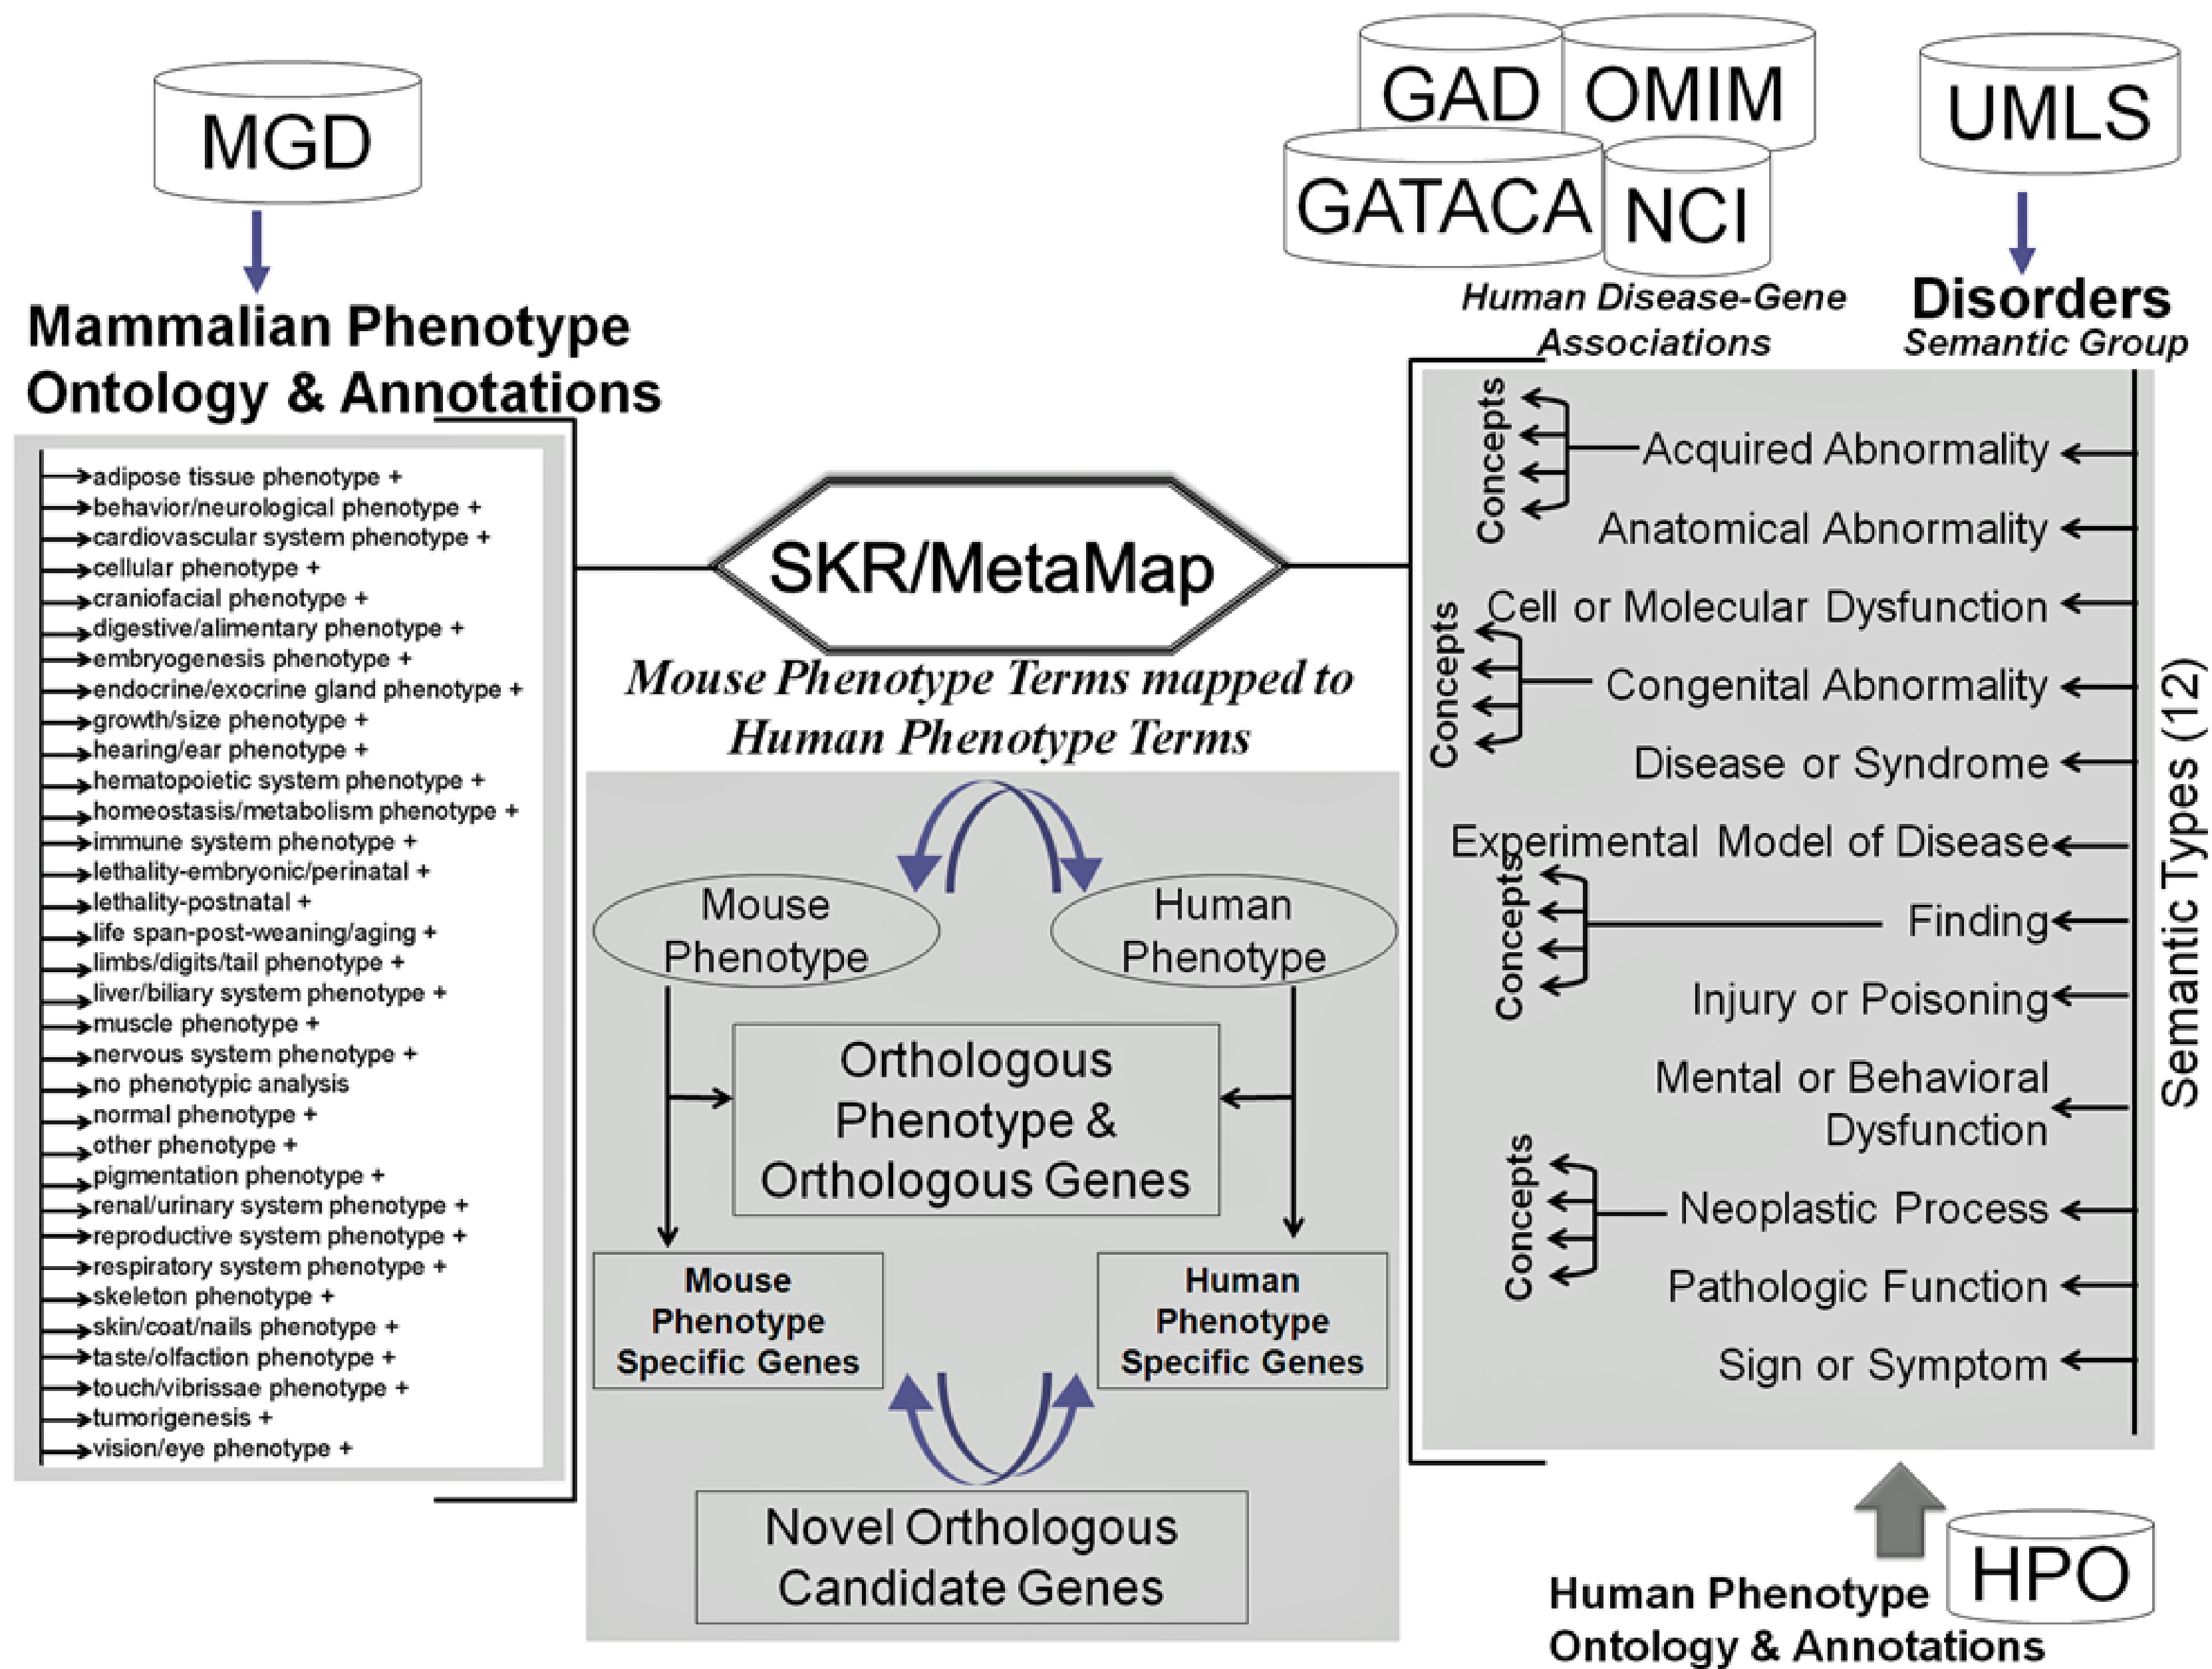 MGD
Mammalian Phenotype
Ontology & Annotations
adipose tissue phenotype +
behavior/neurological phenotype +
cardiovascular system phenotype +
cellular phenotype +
craniofacial phenotype +
digestive/alimentary phenotype +
embryogenesis phenotype +
endocrine/exocrine gland phenotype +
growth/size phenotype +
hearing/ear phenotype +
hematopoietic system phenotype +
homeostasis/metabolism phenotype +
immune system phenotype +
lethality-embryonic/perinatal +
lethality-postnatal +
life span-post-weaning/aging +
limbs/digits/tail phenotype +
liver/biliary system phenotype +
muscle phenotype +
nervous system phenotype +
no phenotypic analysis
normal phenotype +
other phenotype +
pigmentation phenotype +
renal/urinary system phenotype +
reproductive system phenotype +
respiratory system phenotype +
skeleton phenotype +
skin/coat/nails phenotype +
taste/olfaction phenotype +
touch/vibrissae phenotype +
tumorigenesis +
vision/eye phenotype +
SKR/MetaMap
Mouse Phenotype Terms mapped to
Human Phenotype Terms
Mouse
Phenotype
Human
Phenotype
Orthologous
Phenotype &
Orthologous Genes
Mouse
Phenotype
Specific Genes
Human
Phenotype
Specific Genes
Novel Orthologous
Candidate Genes
GAD
OMIM
GATACA
NCI
Human Disease-Gene
Associations
UMLS
Disorders
Semantic Group
Concepts
Acquired Abnormality
Anatomical Abnormality
Cell or Molecular Dysfunction
Concepts
Congenital Abnormality
Disease or Syndrome
Experimental Model of Disease
Concepts
Finding
Injury or Poisoning
Mental or Behavioral
Dysfunction
Concepts
Neoplastic Process
Pathologic Function
Sign or Symptom
Semantic Types (12)
HPO
Human Phenotype
Ontology & Annotations